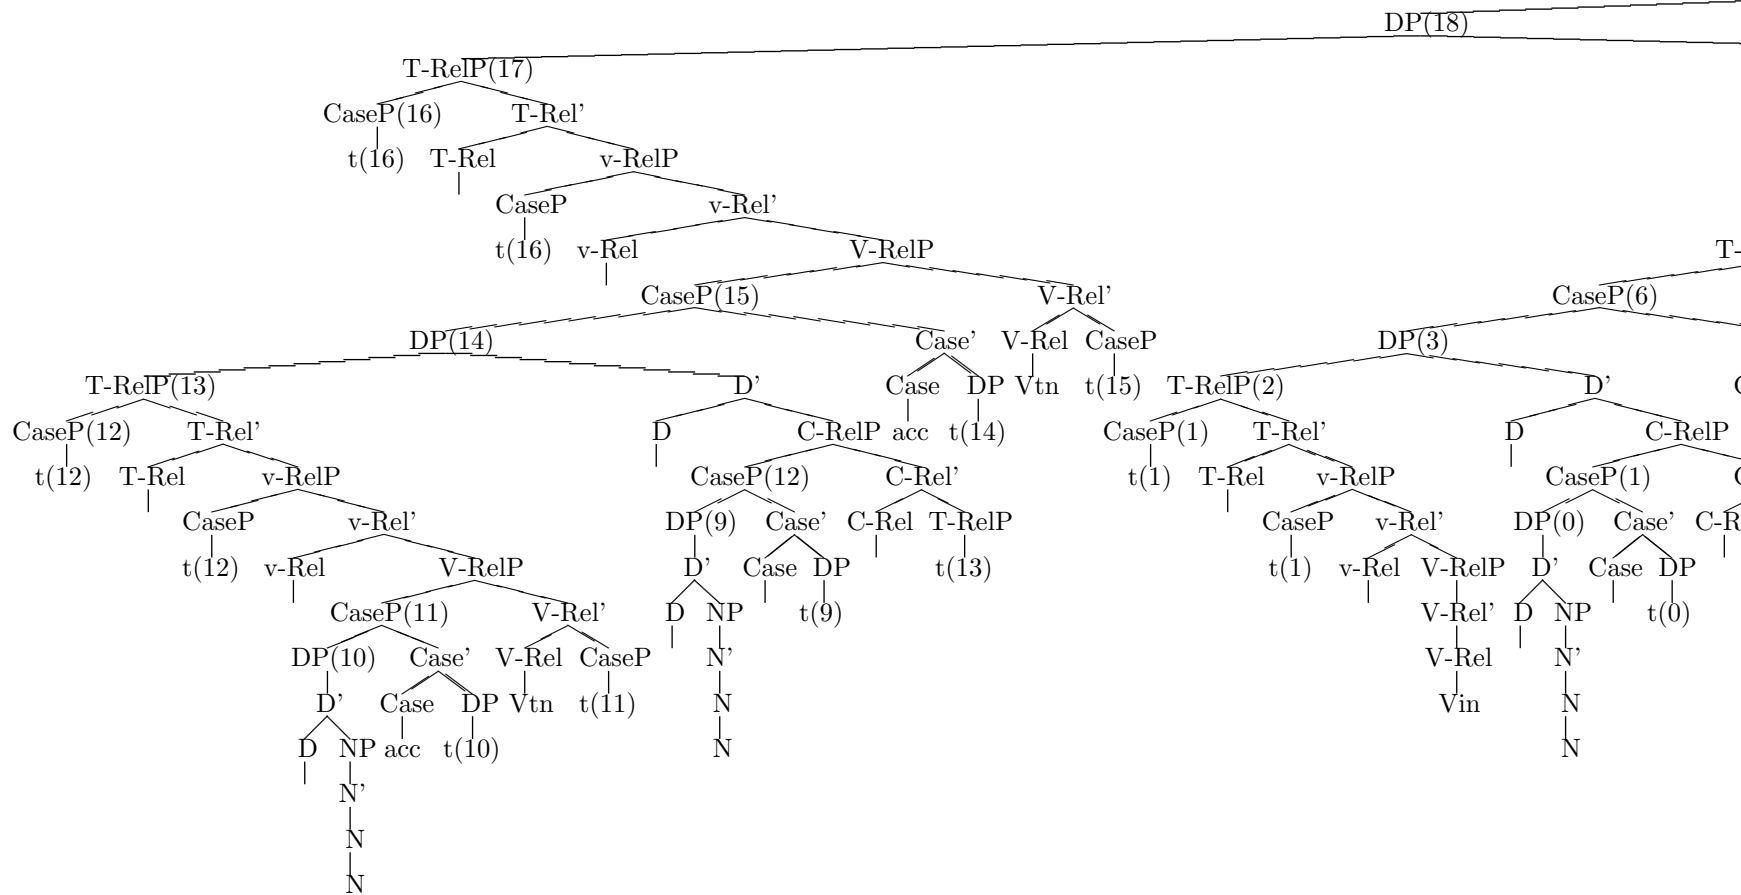 DP(18)
T-RelP(17)
CaseP(16) T-Rel’
t(16) T-Rel v-RelP
CaseP v-Rel’
t(16) v-Rel V-RelP T-
CaseP(15) V-Rel’ CaseP(6)
DP(14) Case’ V-Rel CaseP DP(3)
T-RelP(13) D’ Case DP Vtn t(15) T-RelP(2) D’
CaseP(12) T-Rel’ D C-RelP acc t(14) CaseP(1) T-Rel’ D C-RelP
t(12) T-Rel v-RelP CaseP(12) C-Rel’ t(1) T-Rel v-RelP CaseP(1)
CaseP v-Rel’ DP(9) Case’ C-Rel T-RelP CaseP v-Rel’ DP(0) Case’ C-R
t(12) v-Rel V-RelP D’ Case DP t(13) t(1) v-Rel V-RelP D’ Case DP
CaseP(11) V-Rel’ D NP t(9) V-Rel’ D NP t(0)
DP(10) Case’ V-Rel CaseP N’ V-Rel N’
D’ Case DP Vtn t(11) N Vin N
D NP acc t(10) N N
N’
N
N